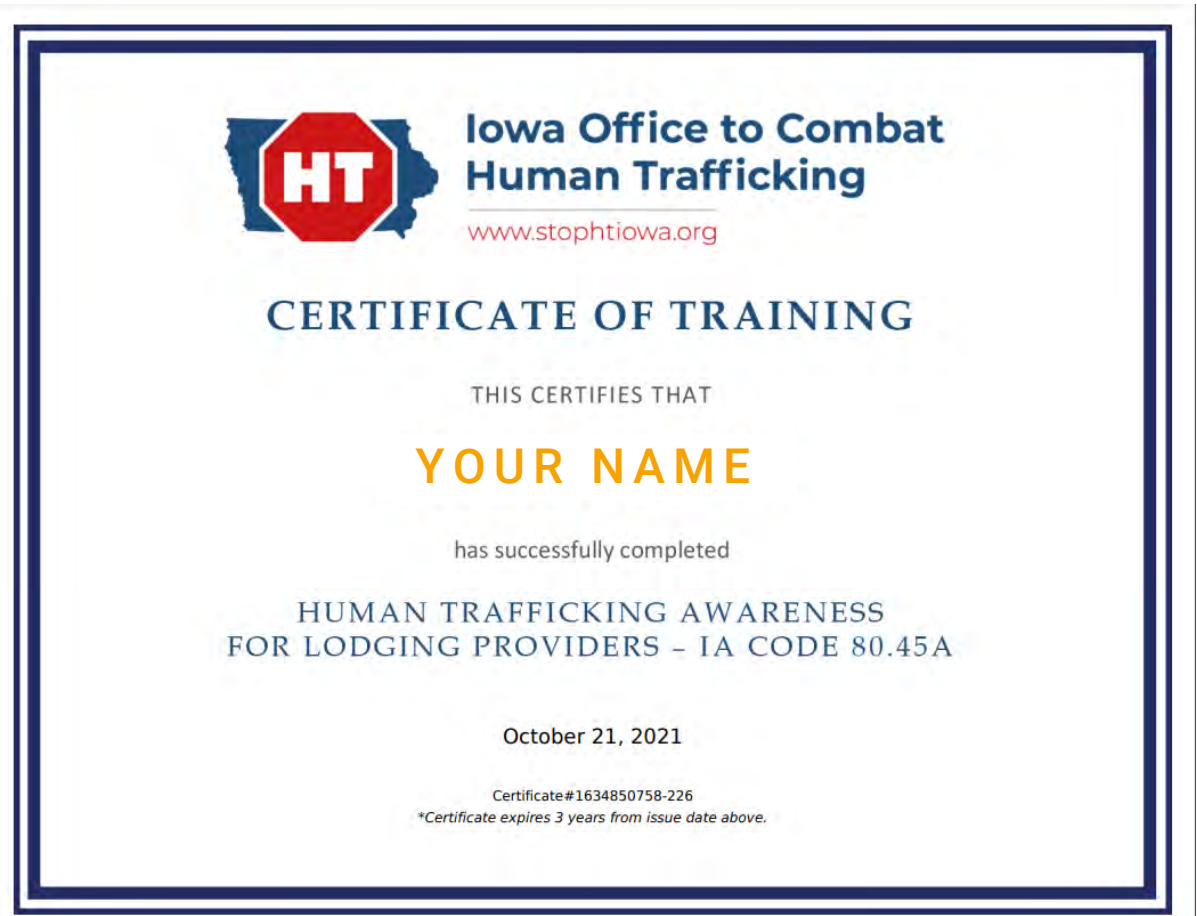 HT
Iowa Office to Combat
Human Trafficking
www.stophtiowa.org
CERTIFICATE OF TRAINING
THIS CERTIFIES THAT
YOUR NAME
has successfully completed
HUMAN TRAFFICKING AWARENESS
FOR LODGING PROVIDERS – IA CODE 80.45A
October 21, 2021
Certificate#1634850758-226
*Certificate expires 3 years from issue date above.